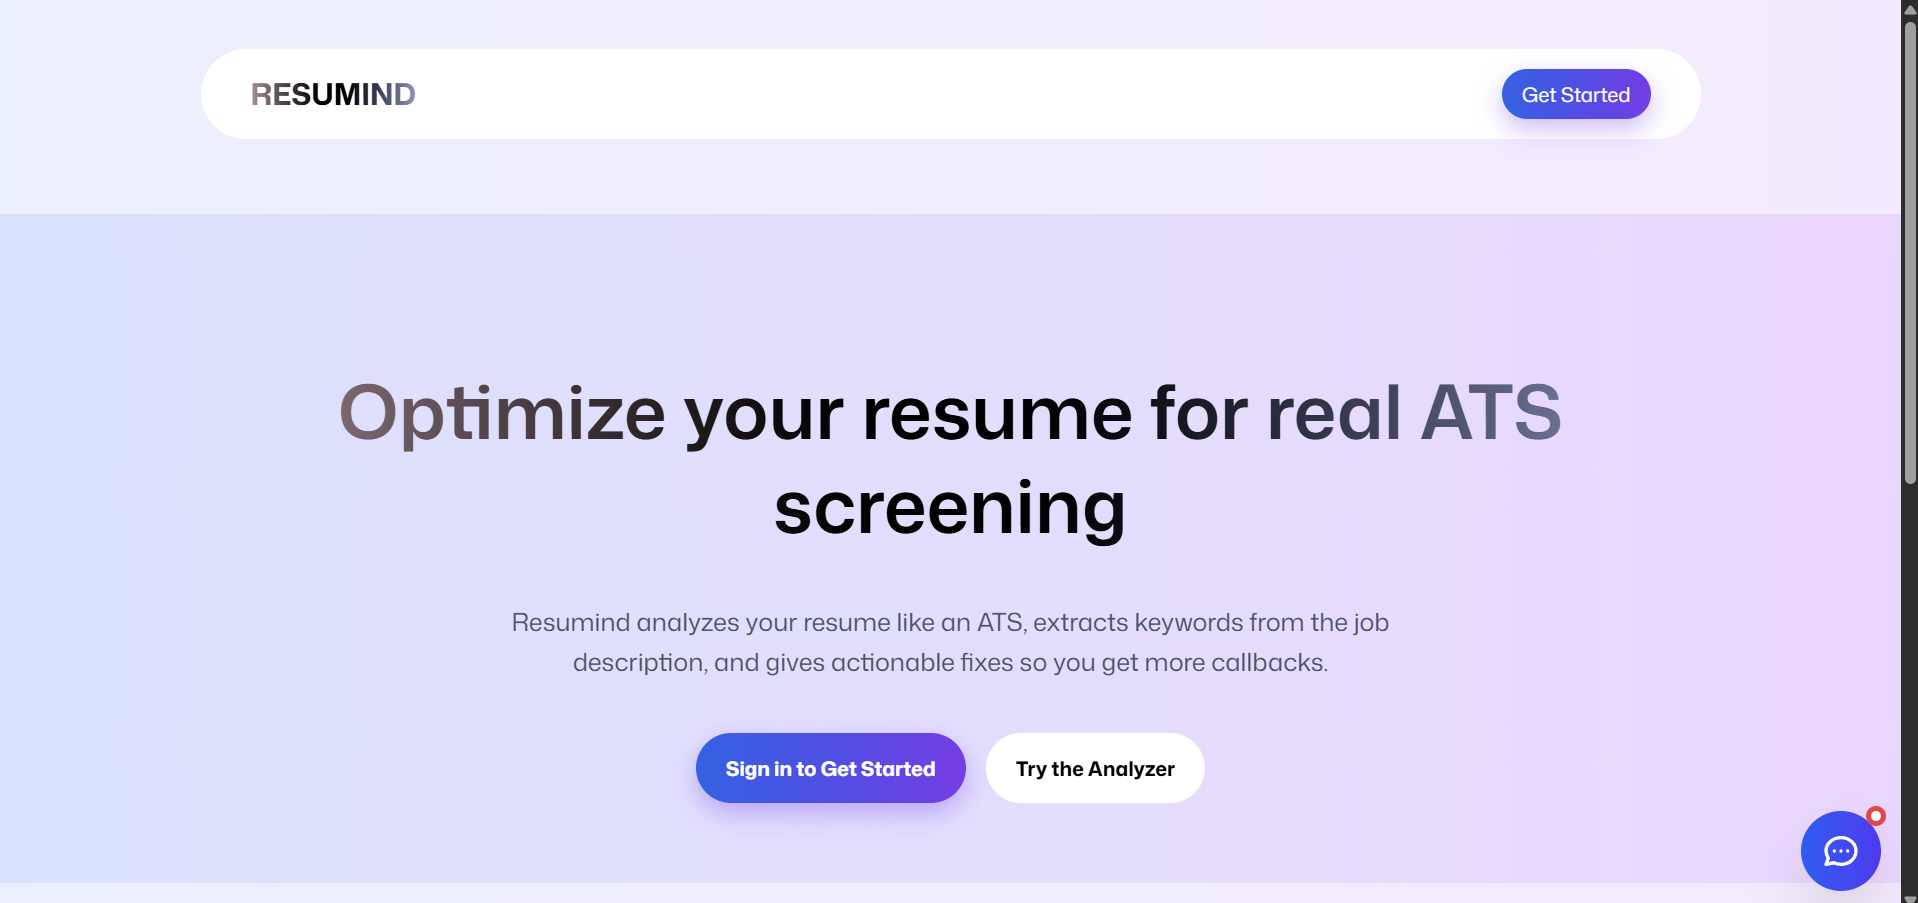 RESUMIND
Get Started
Optimize your resume for real ATS
screening
Resumind analyzes your resume like an ATS, extracts keywords from the job
description, and gives actionable fixes so you get more callbacks.
Sign in to Get Started
Try the Analyzer